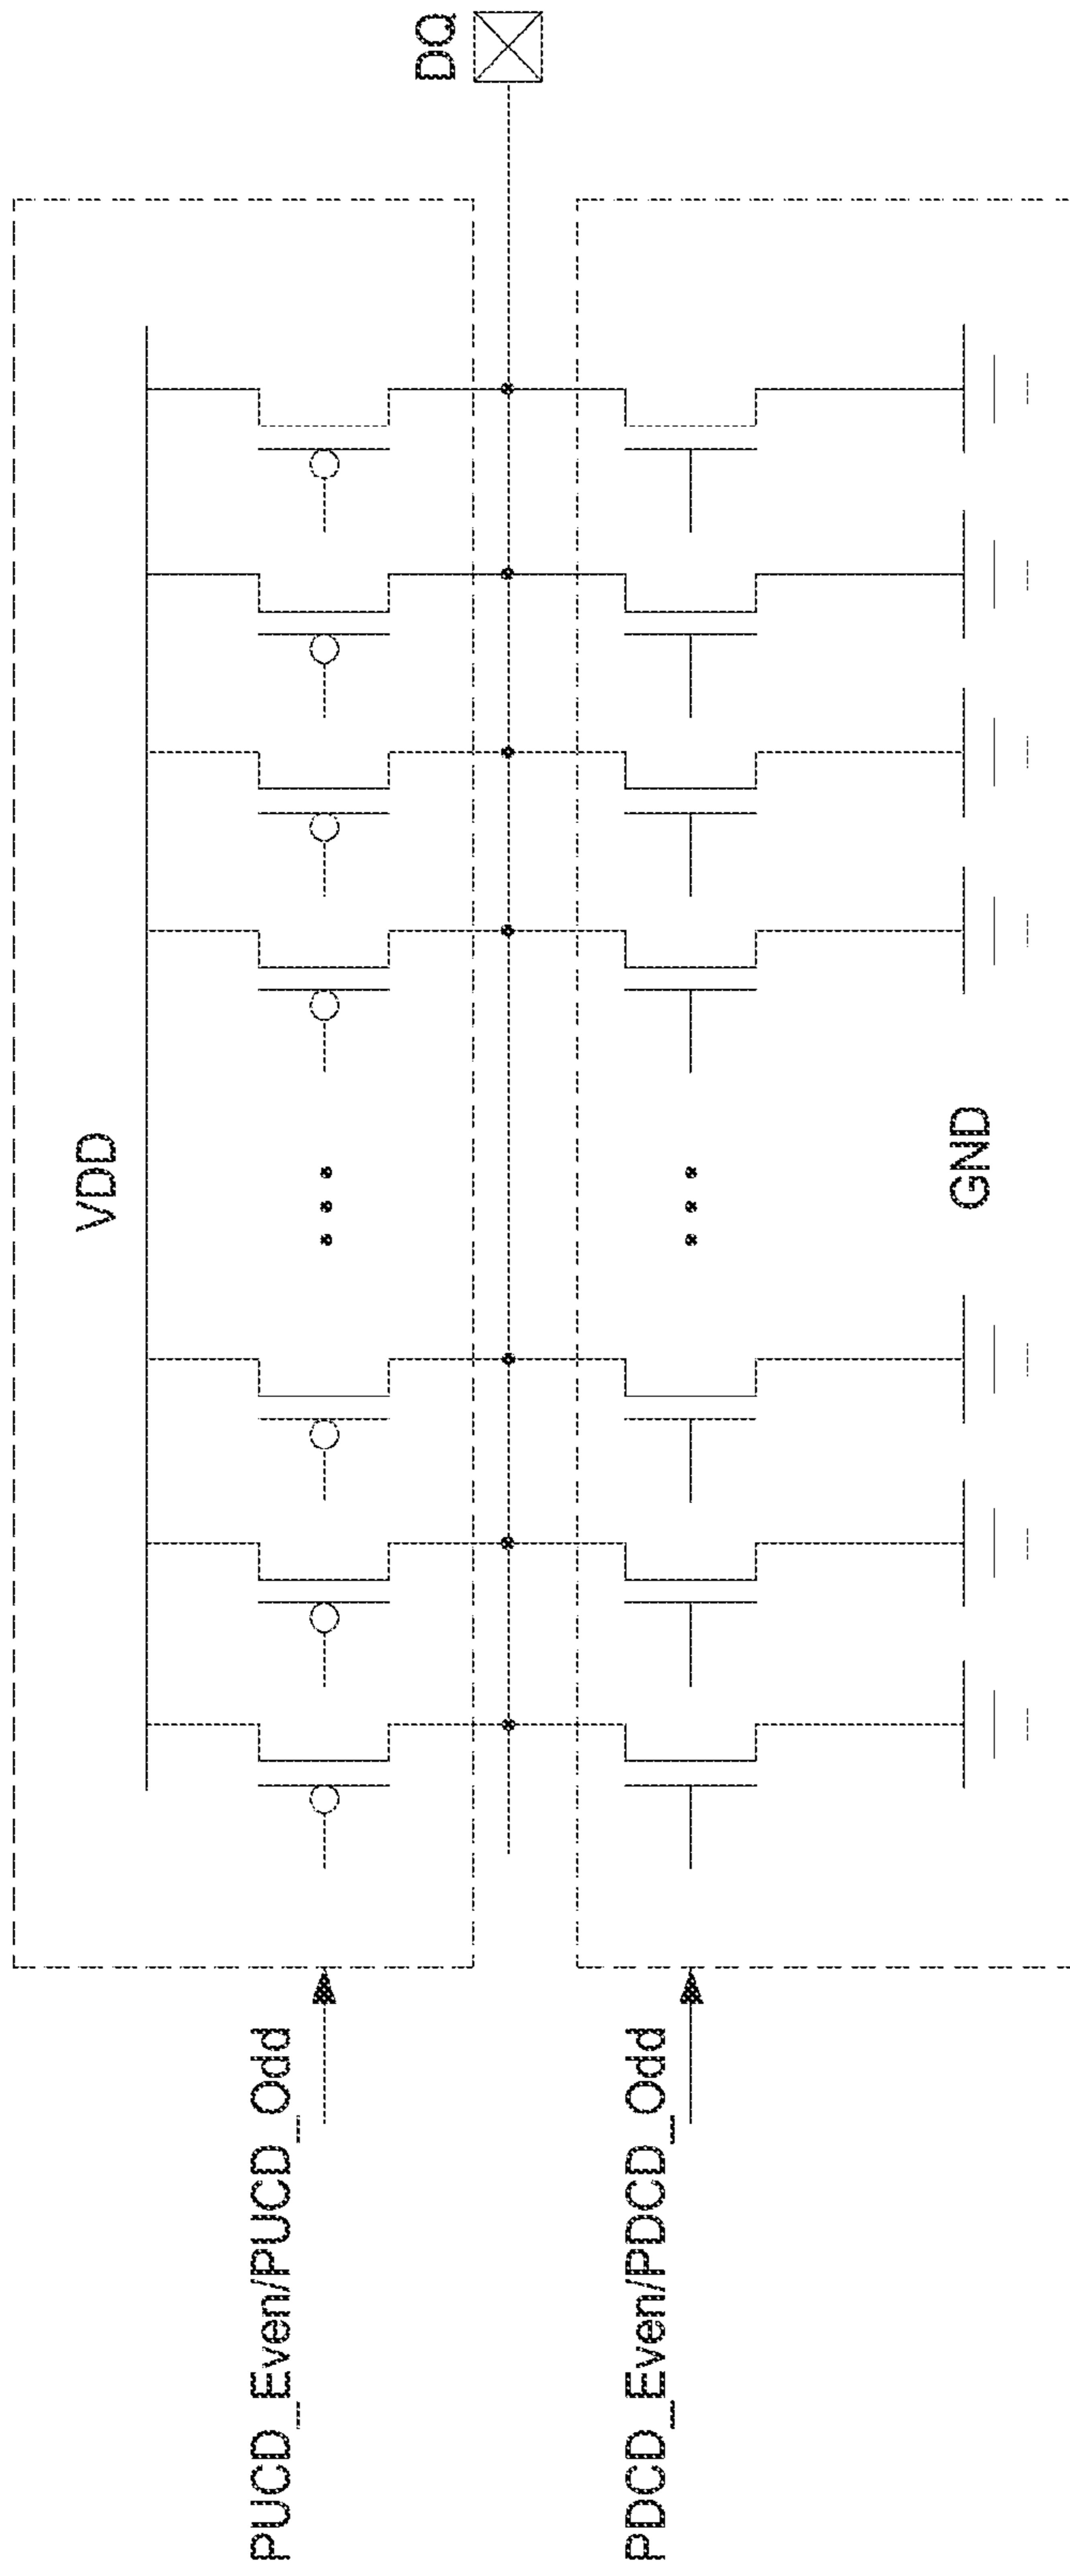 DQ
VDD
GND
PUCD_Even/PUCD_Odd
PDCD_Even/PDCD_Odd